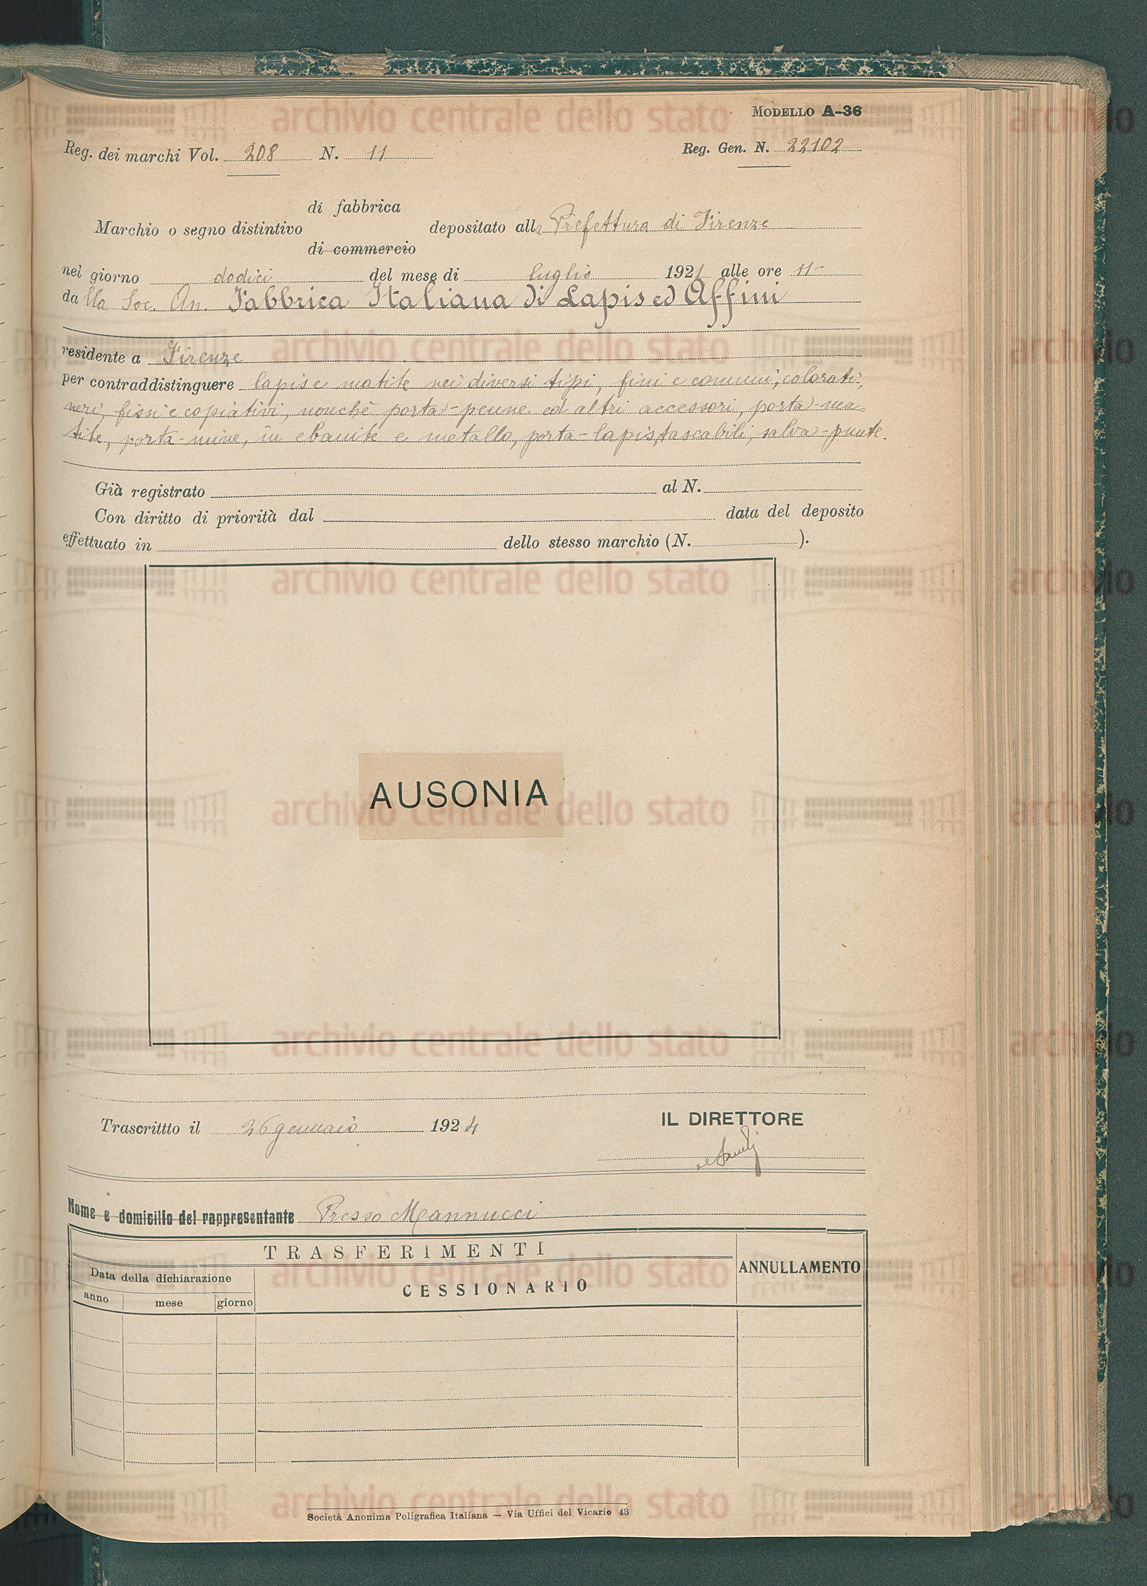 MODELLO A-36
Reg. dei marchi Vol. 208 N. 11 Reg. Gen. N. 22102
di fabbrica
Marchio o segno distintivo depositato alla Prefettura di Firenze
di commercio
nel giorno dodici del mese di luglio 1921 alle ore 11-
da lla Soc. An. Fabbrica Italiana di Lapis ed Affini
residente a Firenze
per contraddistinguere lapis e matite nei diversi tipi, fini e comuni, colorati,
neri, fissi e copiativi, nonchè porta-penne ed altri accessori, porta-ma-
tite, porta-mine, in ebanite e metallo, porta-lapis, tascabili, salva-punte.
Già registrato al N.
Con diritto di priorità dal data del deposito
effettuato in dello stesso marchio (N. ).
AUSONIA
Trascrittto il 26 gennaio 1924 IL DIRETTORE
Nome e domicilio del rappresentante Presso Mannucci
TRASFERIMENTI
Data della dichiarazione CESSIONARIO ANNULLAMENTO
anno mese giorno
Società Anonima Poligrafica Italiana — Via Uffici del Vicario 43
archivio centrale dello stato